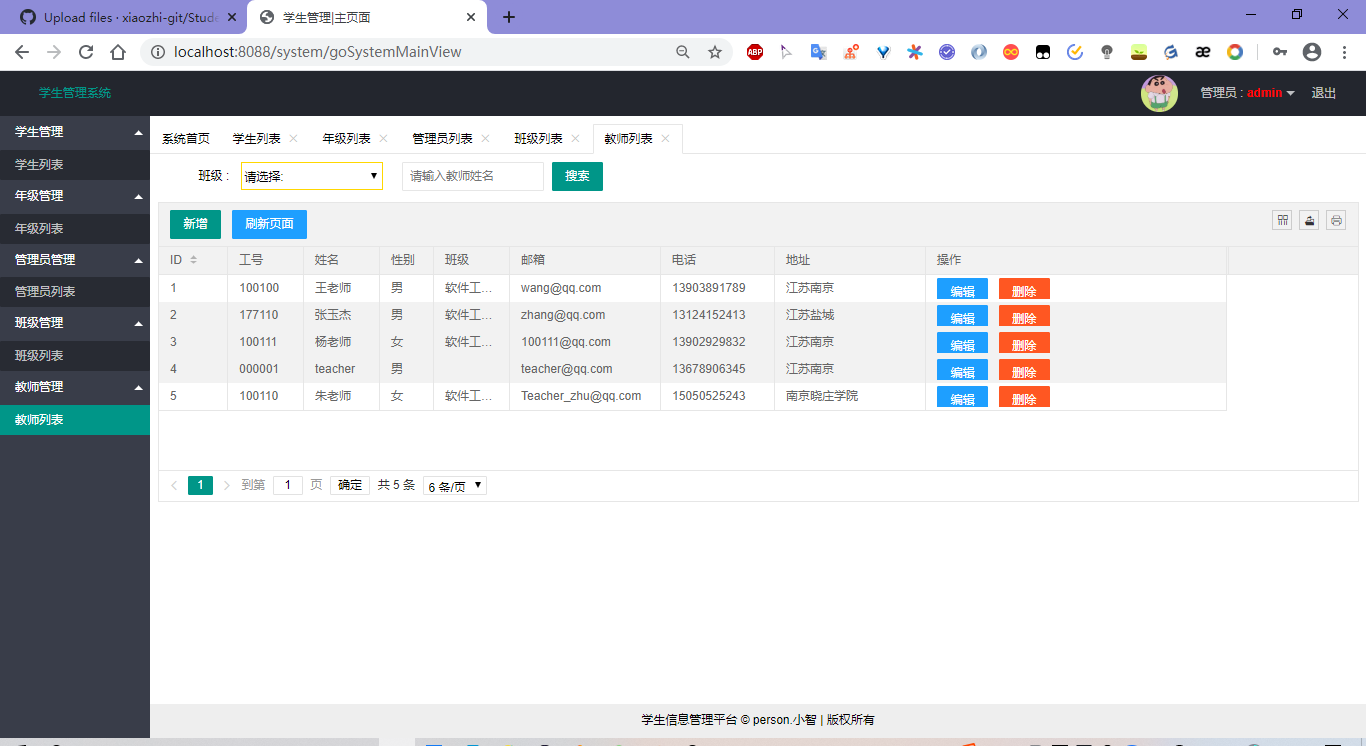 Upload files · xiaozhi-git/Stude
学生管理|主页面
localhost:8088/system/goSystemMainView
ABP
学生管理系统
管理员 : admin
退出
学生管理
学生列表
年级管理
年级列表
管理员管理
管理员列表
班级管理
班级列表
教师管理
教师列表
系统首页 学生列表 年级列表 管理员列表 班级列表 教师列表
班级 : 请选择: 请输入教师姓名 搜索
新增 刷新页面
ID 工号 姓名 性别 班级 邮箱 电话 地址 操作
1 100100 王老师 男 软件工... wang@qq.com 13903891789 江苏南京 编辑 删除
2 177110 张玉杰 男 软件工... zhang@qq.com 13124152413 江苏盐城 编辑 删除
3 100111 杨老师 女 软件工... 100111@qq.com 13902929832 江苏南京 编辑 删除
4 000001 teacher 男 teacher@qq.com 13678906345 江苏南京 编辑 删除
5 100110 朱老师 女 软件工... Teacher_zhu@qq.com 15050525243 南京晓庄学院 编辑 删除
1 到第 1 页 确定 共 5 条 6 条/页
学生信息管理平台 © person.小智 | 版权所有